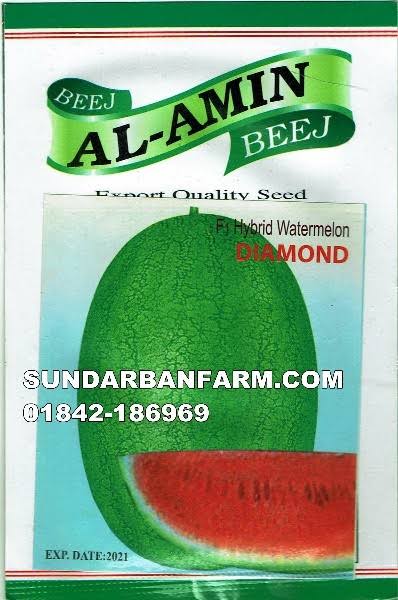 BEEJ
AL-AMIN
BEEJ
Export Quality Seed
F1 Hybrid Watermelon
DIAMOND
SUNDARBANFARM.COM
01842-186969
EXP. DATE:2021